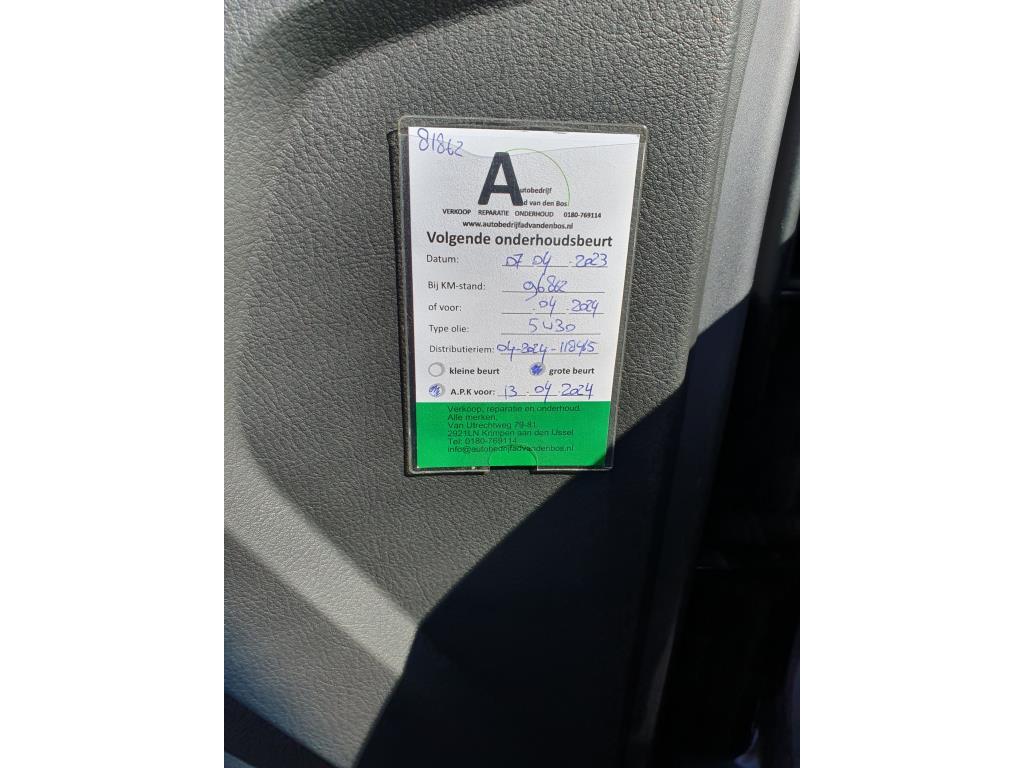 81862
A
utobedrijf
d van den Bos
VERKOOP REPARATIE ONDERHOUD 0180-769114
www.autobedrijfadvandenbos.nl
Volgende onderhoudsbeurt
Datum: 07 04 2023
Bij KM-stand: 96862
of voor: 04 2024
Type olie: 5W30
Distributieriem: 04-2024-118465
kleine beurt grote beurt
A.P.K voor: 13 04 2024
Verkoop, reparatie en onderhoud.
Alle merken.
Van Utrechtweg 79-81
2921LN Krimpen aan den IJssel
Tel: 0180-769114
info@autobedrijfadvandenbos.nl